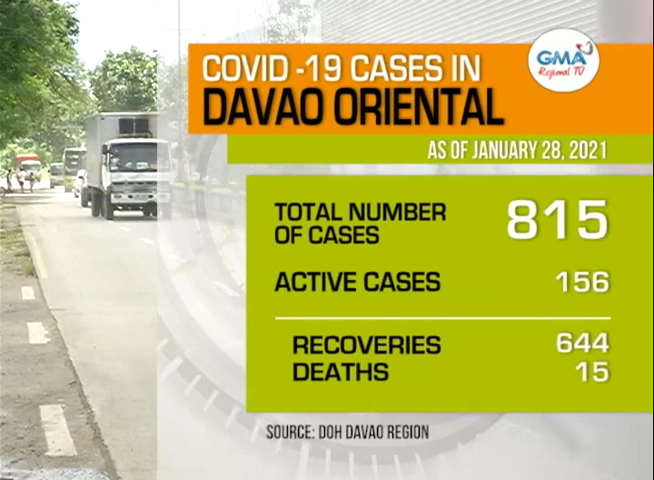 GMA
Regional TV
COVID -19 CASES IN
DAVAO ORIENTAL
AS OF JANUARY 28, 2021
TOTAL NUMBER
OF CASES 815
ACTIVE CASES 156
RECOVERIES 644
DEATHS 15
SOURCE: DOH DAVAO REGION